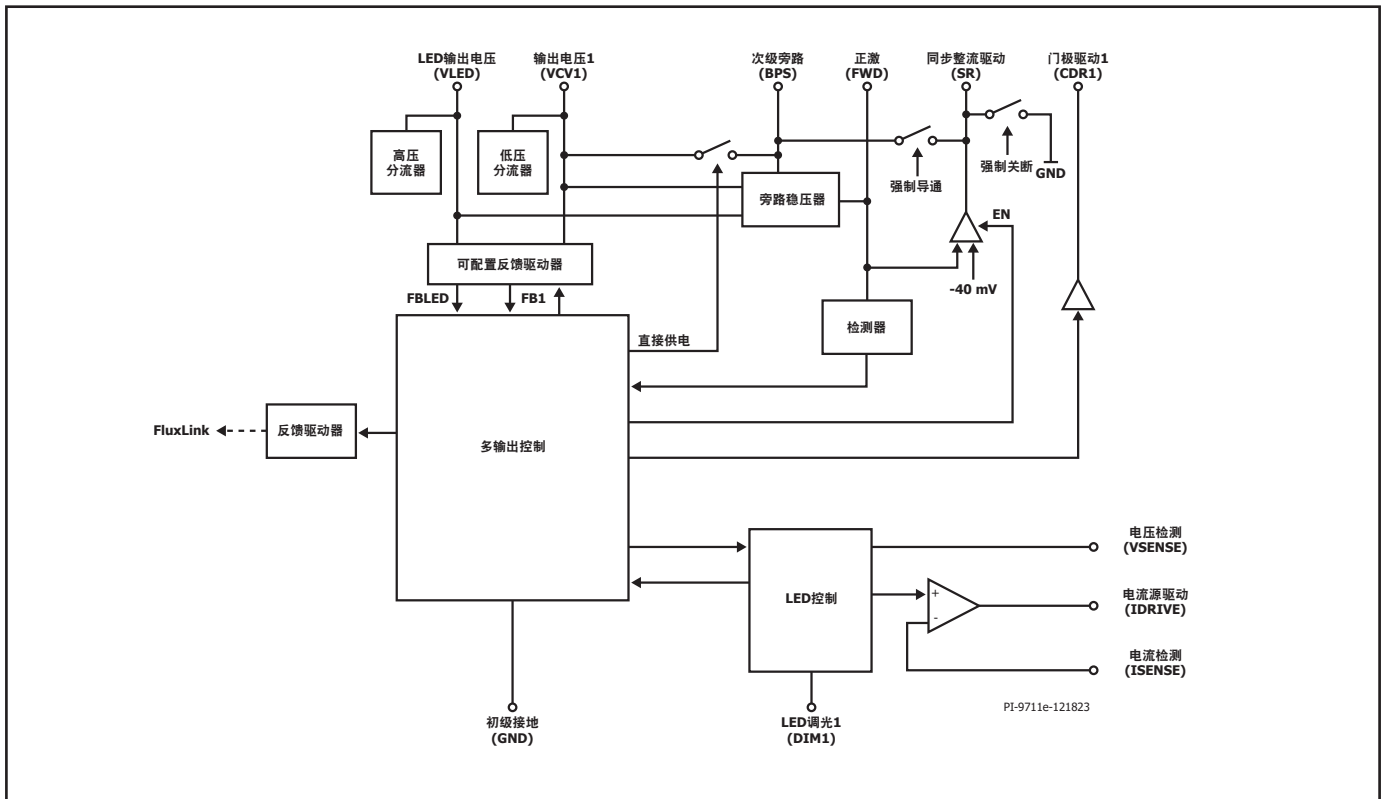 LED输出电压
(VLED)
输出电压1
(VCV1)
次级旁路
(BPS)
正激
(FWD)
同步整流驱动
(SR)
门极驱动1
(CDR1)
高压
分流器
低压
分流器
强制导通
强制关断
GND
旁路稳压器
EN
-40 mV
可配置反馈驱动器
FBLED
FB1
检测器
直接供电
FluxLink
反馈驱动器
多输出控制
LED控制
+
-
电压检测
(VSENSE)
电流源驱动
(IDRIVE)
电流检测
(ISENSE)
PI-9711e-121823
初级接地
(GND)
LED调光1
(DIM1)